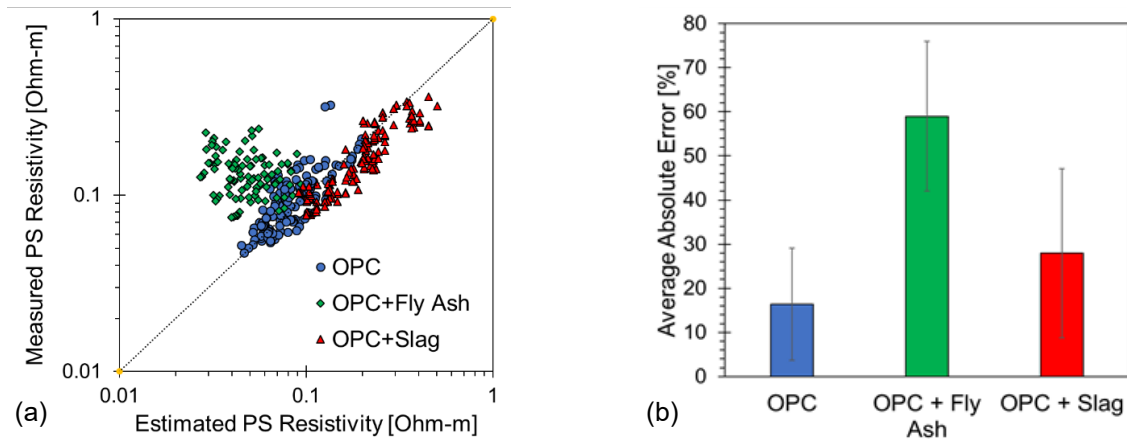 Measured PS Resistivity [Ohm-m]
1
0.1
0.01
OPC
OPC+Fly Ash
OPC+Slag
0.01
0.1
1
Estimated PS Resistivity [Ohm-m]
(a)
Average Absolute Error [%]
80
70
60
50
40
30
20
10
0
OPC
OPC + Fly
Ash
OPC + Slag
(b)